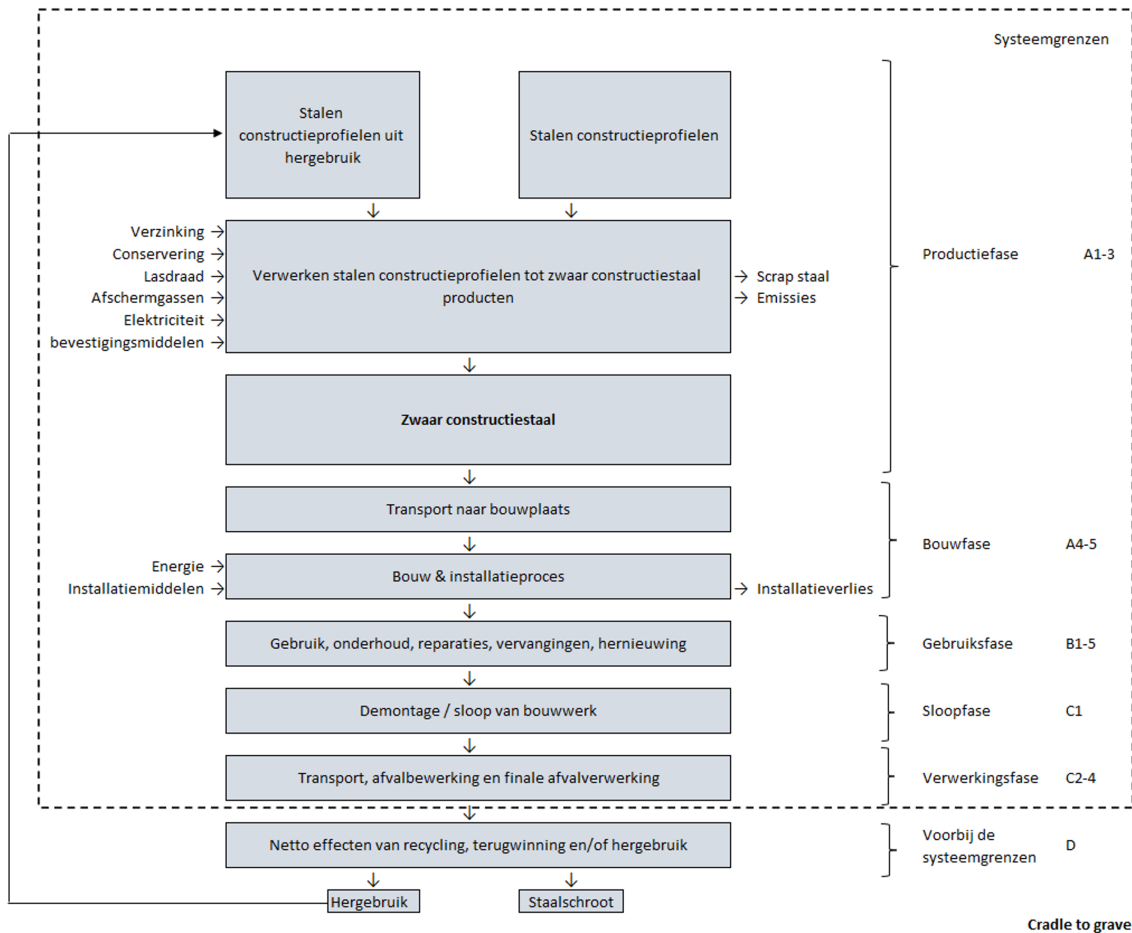 Systeemgrenzen
Stalen
constructieprofielen uit
hergebruik
Stalen constructieprofielen
Verzinking
Conservering
Lasdraad
Afschermgassen
Elektriciteit
bevestigingsmiddelen
Verwerken stalen constructieprofielen tot zwaar constructiestaal
producten
Scrap staal
Emissies
Productiefase A1-3
Zwaar constructiestaal
Transport naar bouwplaats
Energie
Installatiemiddelen
Bouw & installatieproces
Installatieverlies
Bouwfase A4-5
Gebruik, onderhoud, reparaties, vervangingen, hernieuwing
Gebruiksfase B1-5
Demontage / sloop van bouwwerk
Sloopfase C1
Transport, afvalbewerking en finale afvalverwerking
Verwerkingsfase C2-4
Netto effecten van recycling, terugwinning en/of hergebruik
Voorbij de
systeemgrenzen D
Hergebruik
Staalschroot
Cradle to grave